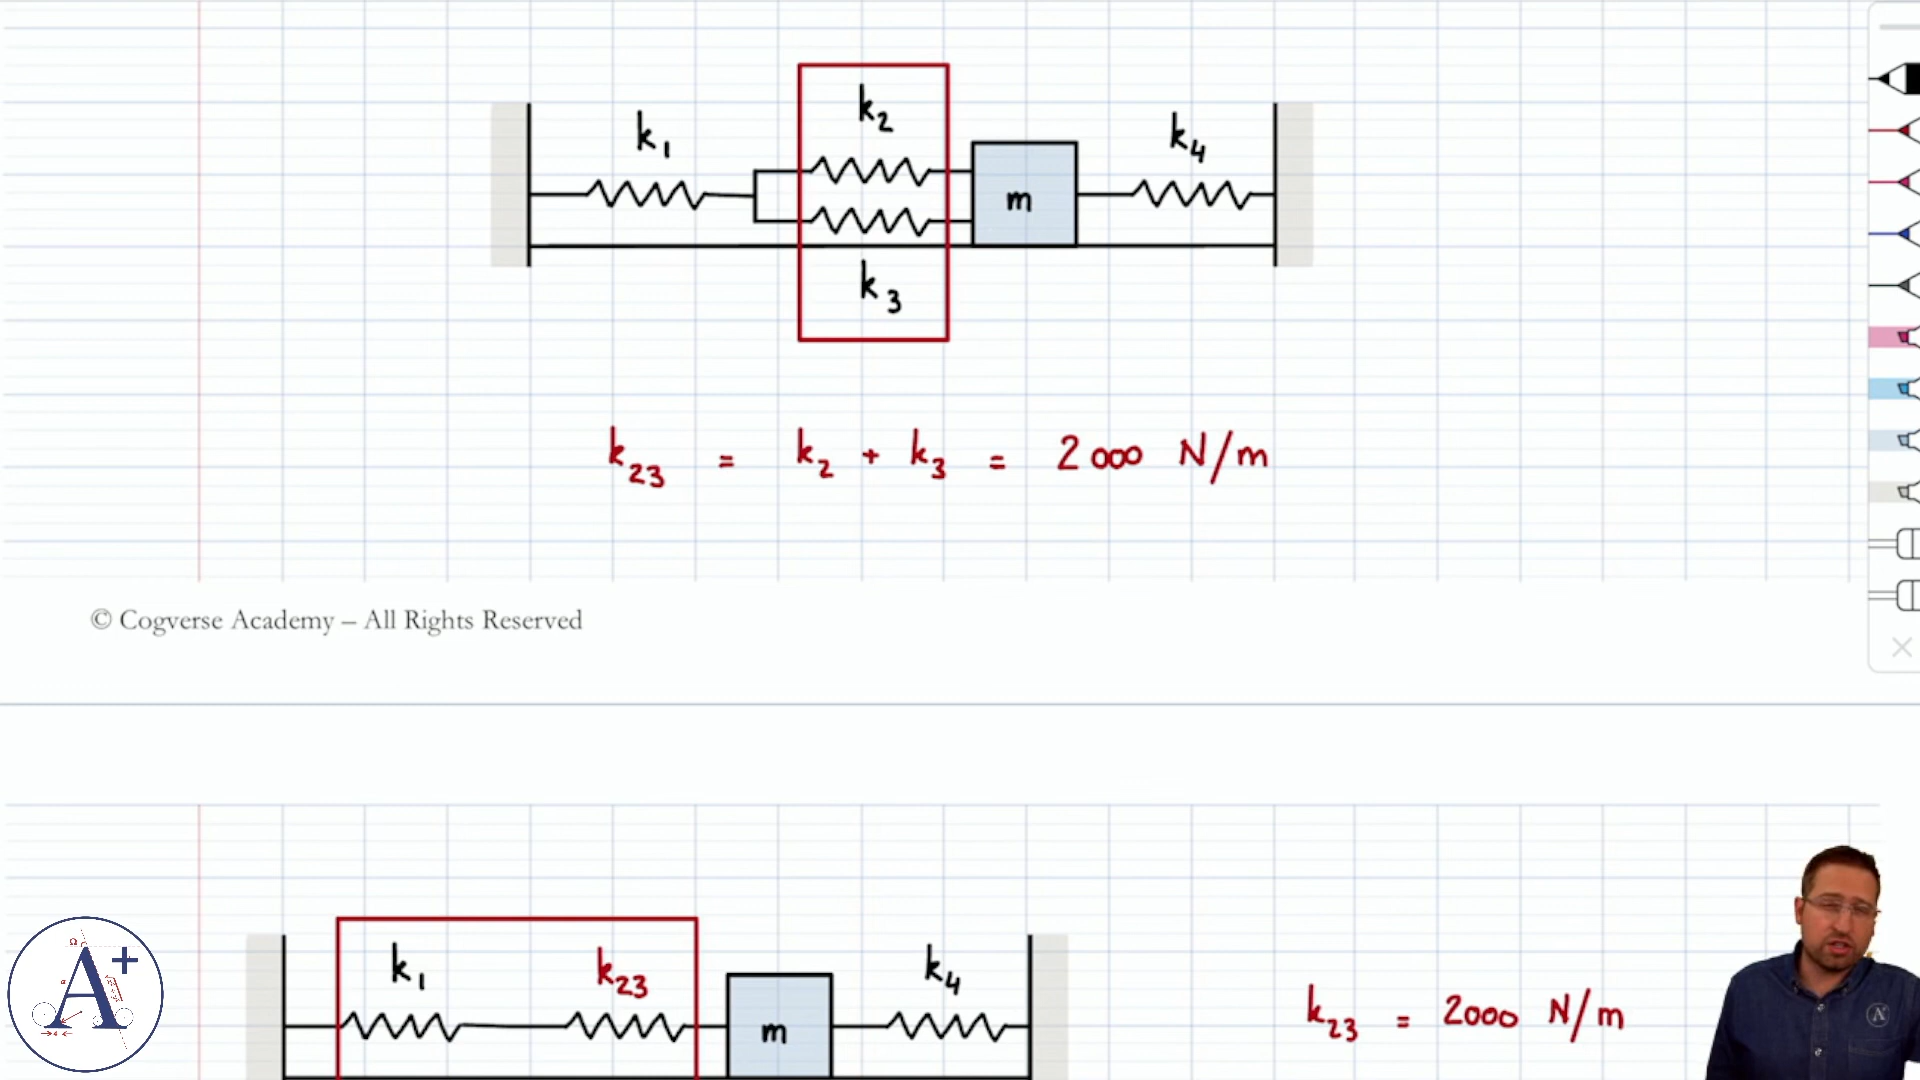 k1 k2 k4
m
k3
k23 = k2 + k3 = 2000 N/m
© Cogverse Academy – All Rights Reserved
k1 k23 k4
m
k23 = 2000 N/m
A+